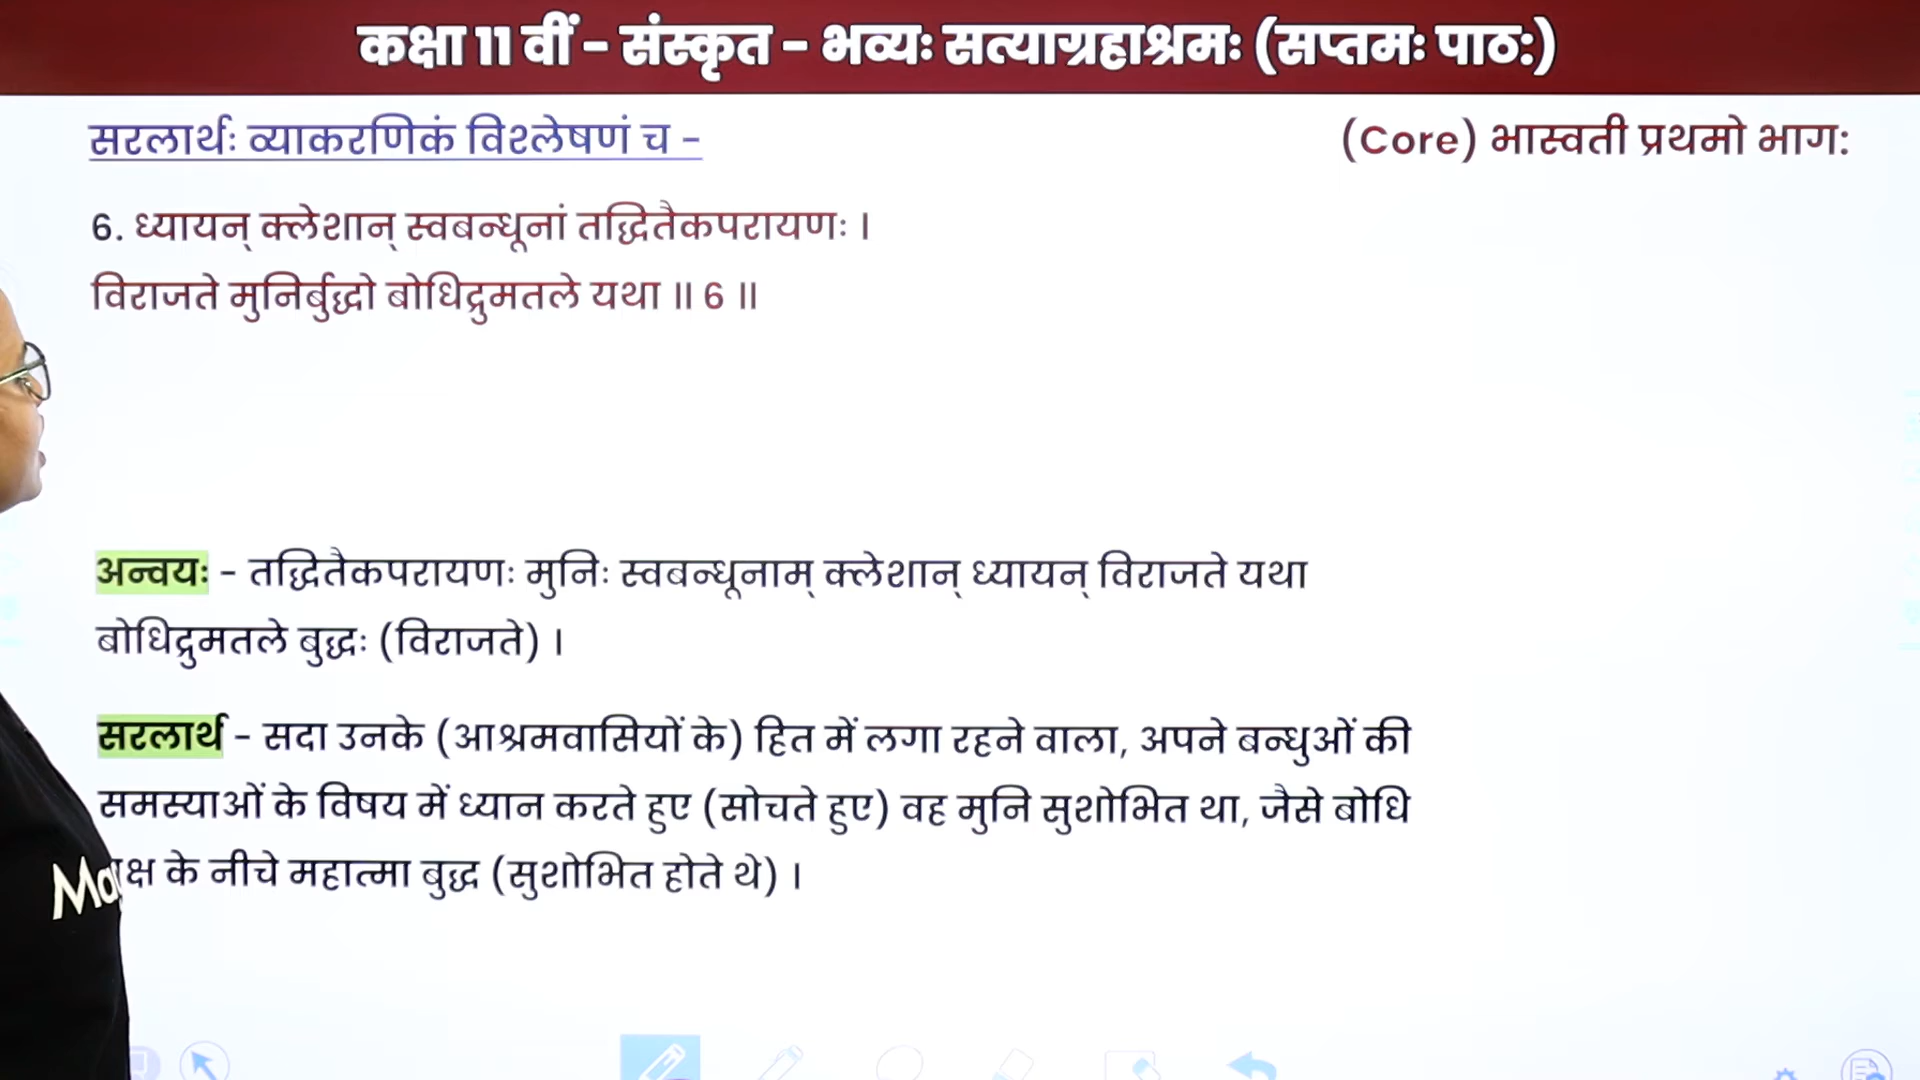 कक्षा 11 वीं - संस्कृत - भव्यः सत्याग्रहाश्रमः (सप्तमः पाठः)
सरलार्थः व्याकरणिकं विश्लेषणं च -
(Core) भास्वती प्रथमो भागः
6. ध्यायन् क्लेशान् स्वबन्धूनां तद्धितैकपरायणः ।
विराजते मुनिर्बुद्धो बोधिद्रुमतले यथा ॥ 6 ॥
अन्वयः - तद्धितैकपरायणः मुनिः स्वबन्धूनाम् क्लेशान् ध्यायन् विराजते यथा
बोधिद्रुमतले बुद्धः (विराजते) ।
सरलार्थ - सदा उनके (आश्रमवासियों के) हित में लगा रहने वाला, अपने बन्धुओं की
समस्याओं के विषय में ध्यान करते हुए (सोचते हुए) वह मुनि सुशोभित था, जैसे बोधि
के नीचे महात्मा बुद्ध (सुशोभित होते थे) ।